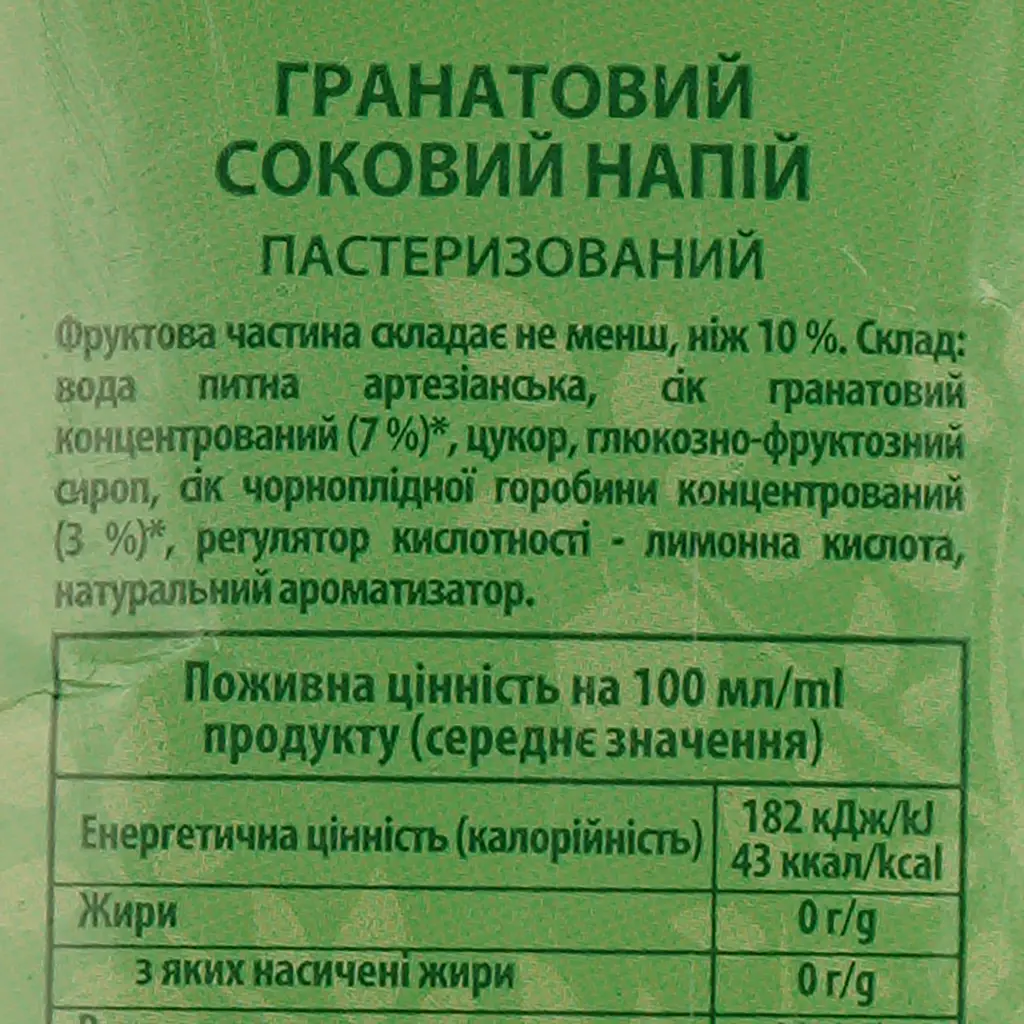 ГРАНАТОВИЙ
СОКОВИЙ НАПІЙ
ПАСТЕРИЗОВАНИЙ
Фруктова частина складає не менш, ніж 10 %. Склад:
вода питна артезіанська, сік гранатовий
концентрований (7 %)*, цукор, глюкозно-фруктозний
сироп, сік чорноплідної горобини концентрований
(3 %)*, регулятор кислотності - лимонна кислота,
натуральний ароматизатор.
Поживна цінність на 100 мл/ml
продукту (середнє значення)
Енергетична цінність (калорійність) 182 кДж/kJ
43 ккал/kcal
Жири 0 г/g
з яких насичені жири 0 г/g